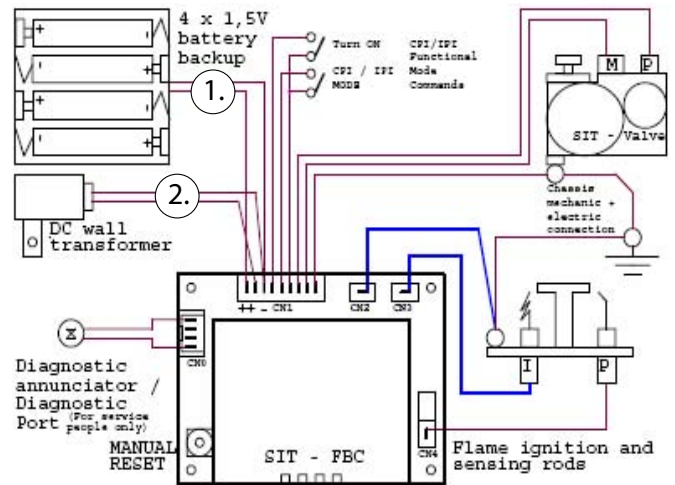 4 x 1,5V
battery
backup
+
+
+
+
1.
Turn ON
CPI / IPI
MODE
CPI/IPI
Functional
Mode
Commands
M
P
SIT - Valve
2.
DC wall
transformer
Chassis
mechanic +
electric
connection
++ - CN1
CN2
CN3
CN0
Diagnostic
annunciator /
Diagnostic
Port (For service
people only)
MANUAL
RESET
SIT - FBC
CN4
I
P
Flame ignition and
sensing rods